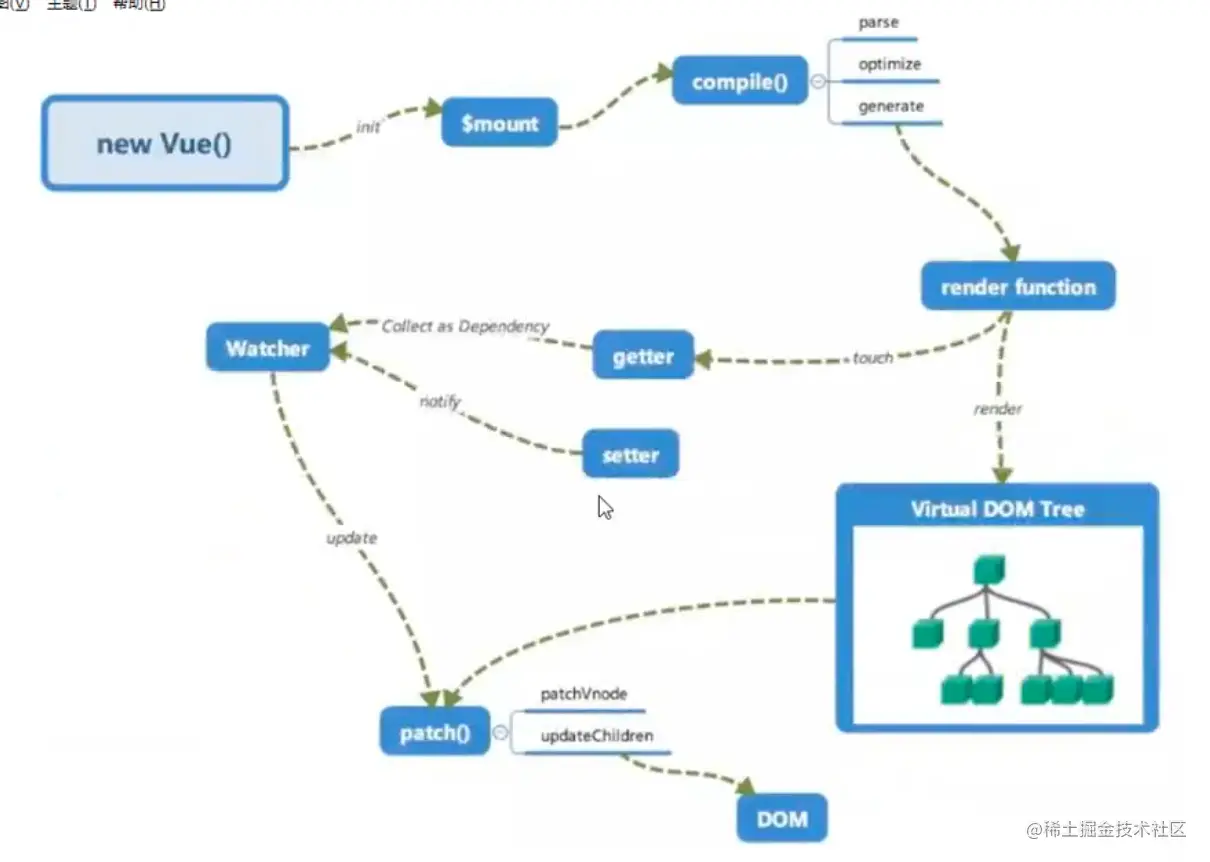 图(V) 主题(T) 帮助(H)
parse
optimize
generate
compile()
$mount
init
new Vue()
render function
Collect as Dependency
Watcher
getter
touch
notify
render
setter
Virtual DOM Tree
update
patchVnode
patch()
updateChildren
DOM
@稀土掘金技术社区